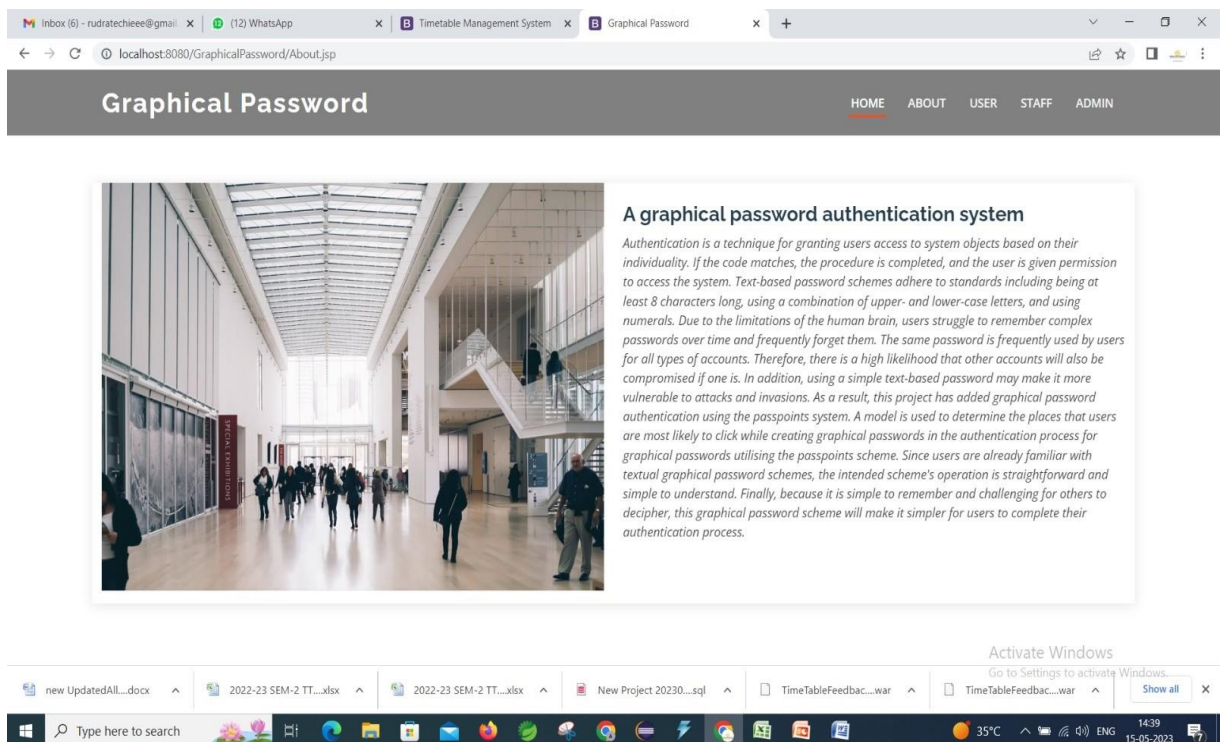 Inbox (6) - rudratechieee@gmail.
(12) WhatsApp
Timetable Management System
Graphical Password
localhost:8080/GraphicalPassword/About.jsp
Graphical Password
HOME ABOUT USER STAFF ADMIN
A graphical password authentication system
Authentication is a technique for granting users access to system objects based on their
individuality. If the code matches, the procedure is completed, and the user is given permission
to access the system. Text-based password schemes adhere to standards including being at
least 8 characters long, using a combination of upper- and lower-case letters, and using
numerals. Due to the limitations of the human brain, users struggle to remember complex
passwords over time and frequently forget them. The same password is frequently used by users
for all types of accounts. Therefore, there is a high likelihood that other accounts will also be
compromised if one is. In addition, using a simple text-based password may make it more
vulnerable to attacks and invasions. As a result, this project has added graphical password
authentication using the passpoints system. A model is used to determine the places that users
are most likely to click while creating graphical passwords in the authentication process for
graphical passwords utilising the passpoints scheme. Since users are already familiar with
textual graphical password schemes, the intended scheme's operation is straightforward and
simple to understand. Finally, because it is simple to remember and challenging for others to
decipher, this graphical password scheme will make it simpler for users to complete their
authentication process.
SPECIAL EXHIBITIONS
Activate Windows
Go to Settings to activate Windows.
new UpdatedAll....docx
2022-23 SEM-2 TT....xlsx
2022-23 SEM-2 TT....xlsx
New Project 20230....sql
TimeTableFeedbac....war
TimeTableFeedbac....war
Show all
Type here to search
35°C
ENG
14:39
15-05-2023
7